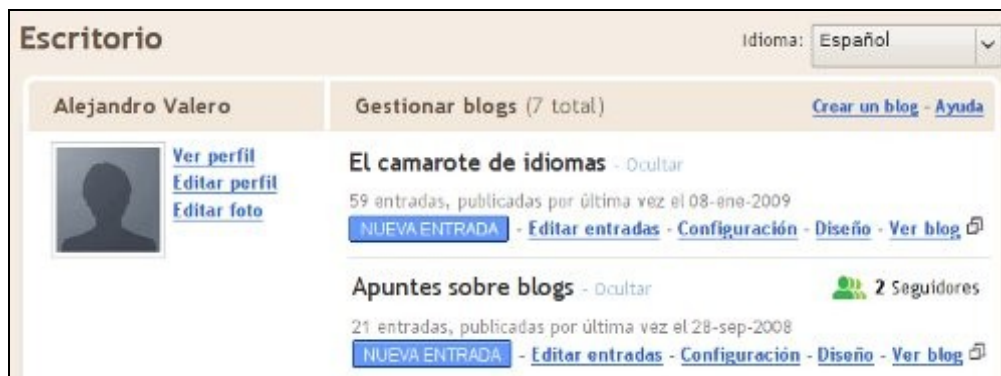 Escritorio Idioma: Español
Alejandro Valero Gestionar blogs (7 total) Crear un blog - Ayuda
Ver perfil
Editar perfil
Editar foto
El camarote de idiomas - Ocultar
59 entradas, publicadas por última vez el 08-ene-2009
NUEVA ENTRADA - Editar entradas - Configuración - Diseño - Ver blog
Apuntes sobre blogs - Ocultar 2 Seguidores
21 entradas, publicadas por última vez el 28-sep-2008
NUEVA ENTRADA - Editar entradas - Configuración - Diseño - Ver blog